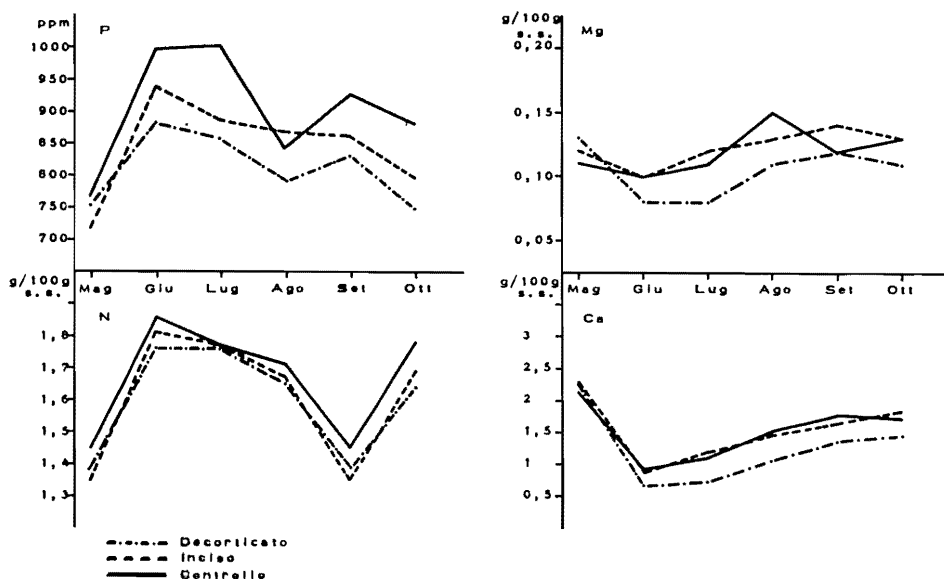 ppm
P
1000
950
900
850
800
750
700
Mag Giu Lug Ago Set Ott
g/100g
s.s.
Mg
0,20
0,15
0,10
0,05
Mag Giu Lug Ago Set Ott
g/100g
s.s.
N
1,8
1,7
1,6
1,5
1,4
1,3
g/100g
s.s.
Ca
3
2,5
2
1,5
1
0,5
Decorticato
Inciso
Controllo